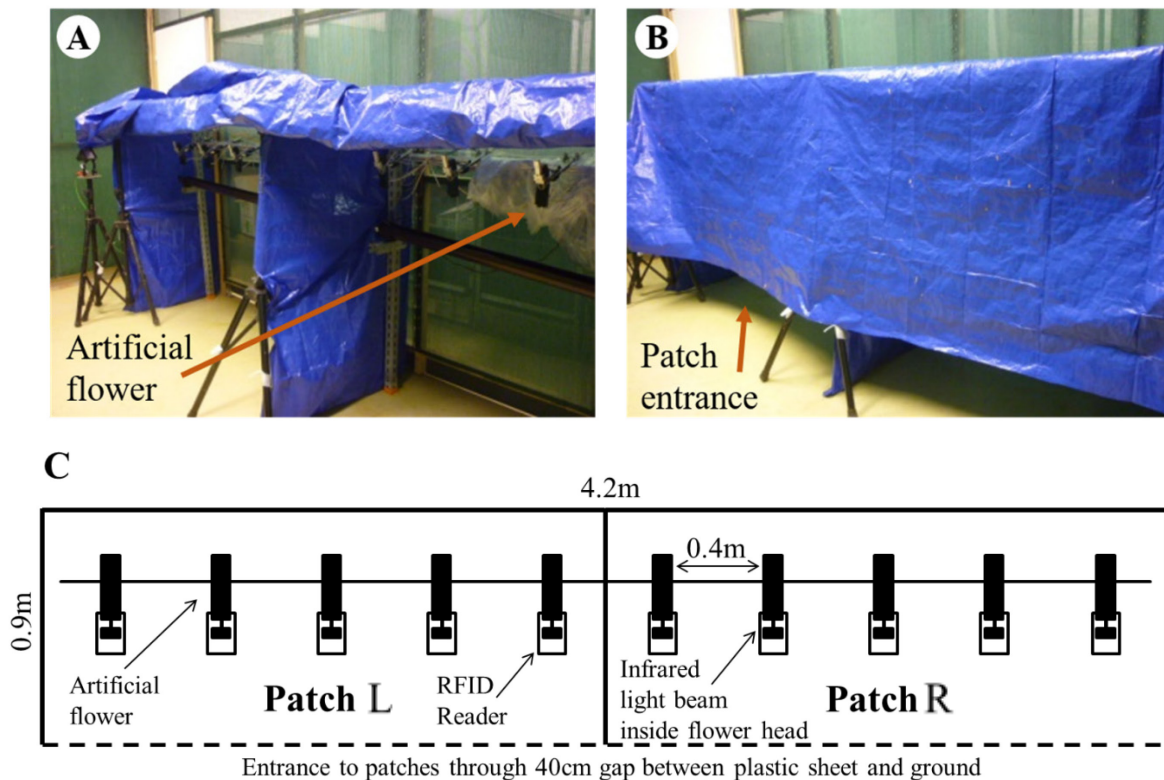 A
B
Artificial
flower
Patch
entrance
C
4.2m
0.4m
0.9m
Artificial
flower
Patch L
RFID
Reader
Infrared
light beam
inside flower head
Patch R
Entrance to patches through 40cm gap between plastic sheet and ground